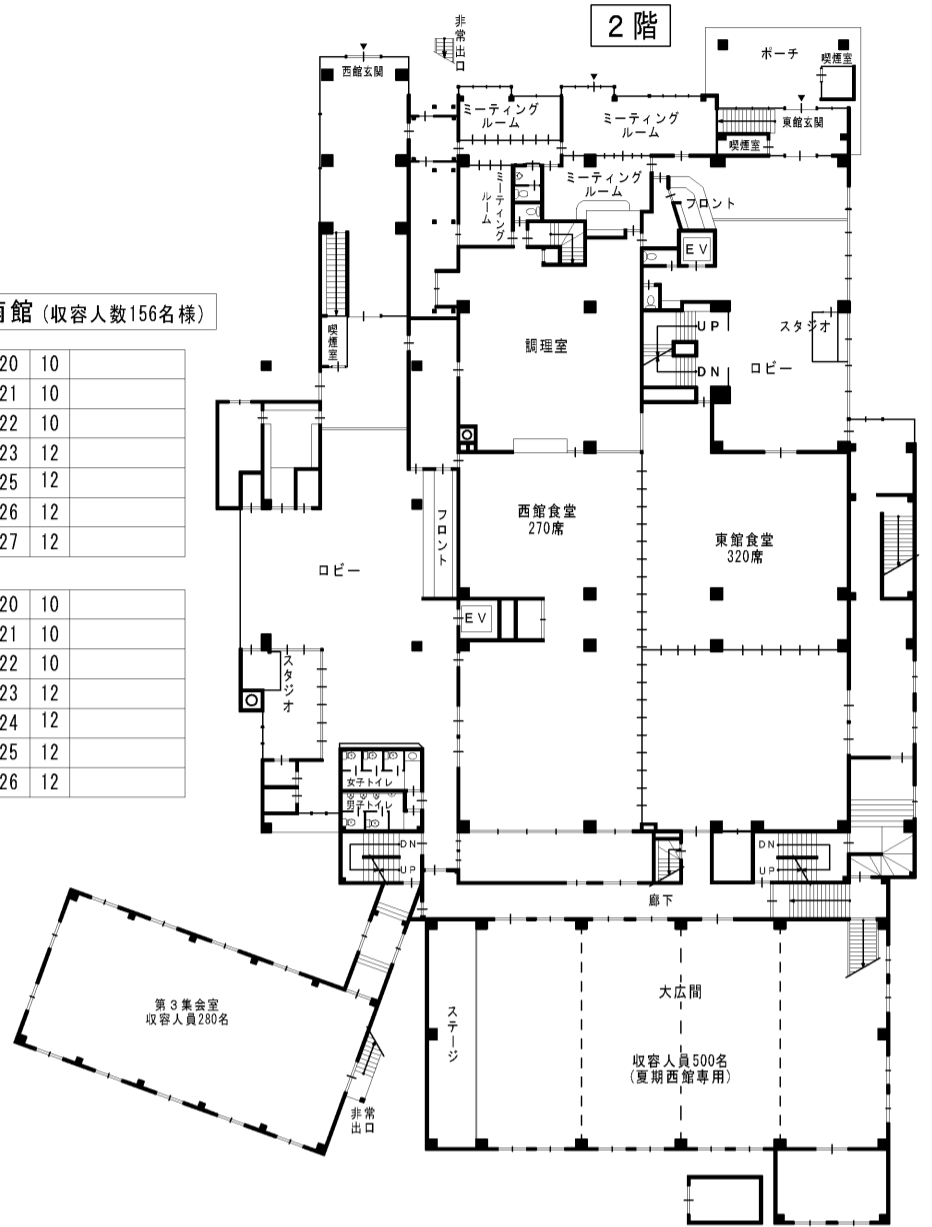 2階
非常出口
西館玄関
ポーチ
喫煙室
ミーティング
ルーム
ミーティング
ルーム
東館玄関
喫煙室
ミーティング
ルーム
ミーティング
ルーム
フロント
EV
西館(収容人数156名様)
喫煙室
調理室
UP
DN
スタジオ
ロビー
20 10
21 10
22 10
23 12
25 12
26 12
27 12
フロント
西館食堂
270席
東館食堂
320席
ロビー
20 10
21 10
22 10
23 12
24 12
25 12
26 12
EV
スタジオ
女子トイレ
男子トイレ
DN
UP
DN
UP
廊下
第3集会室
収容人員280名
ステージ
大広間
収容人員500名
(夏期西館専用)
非常
出口